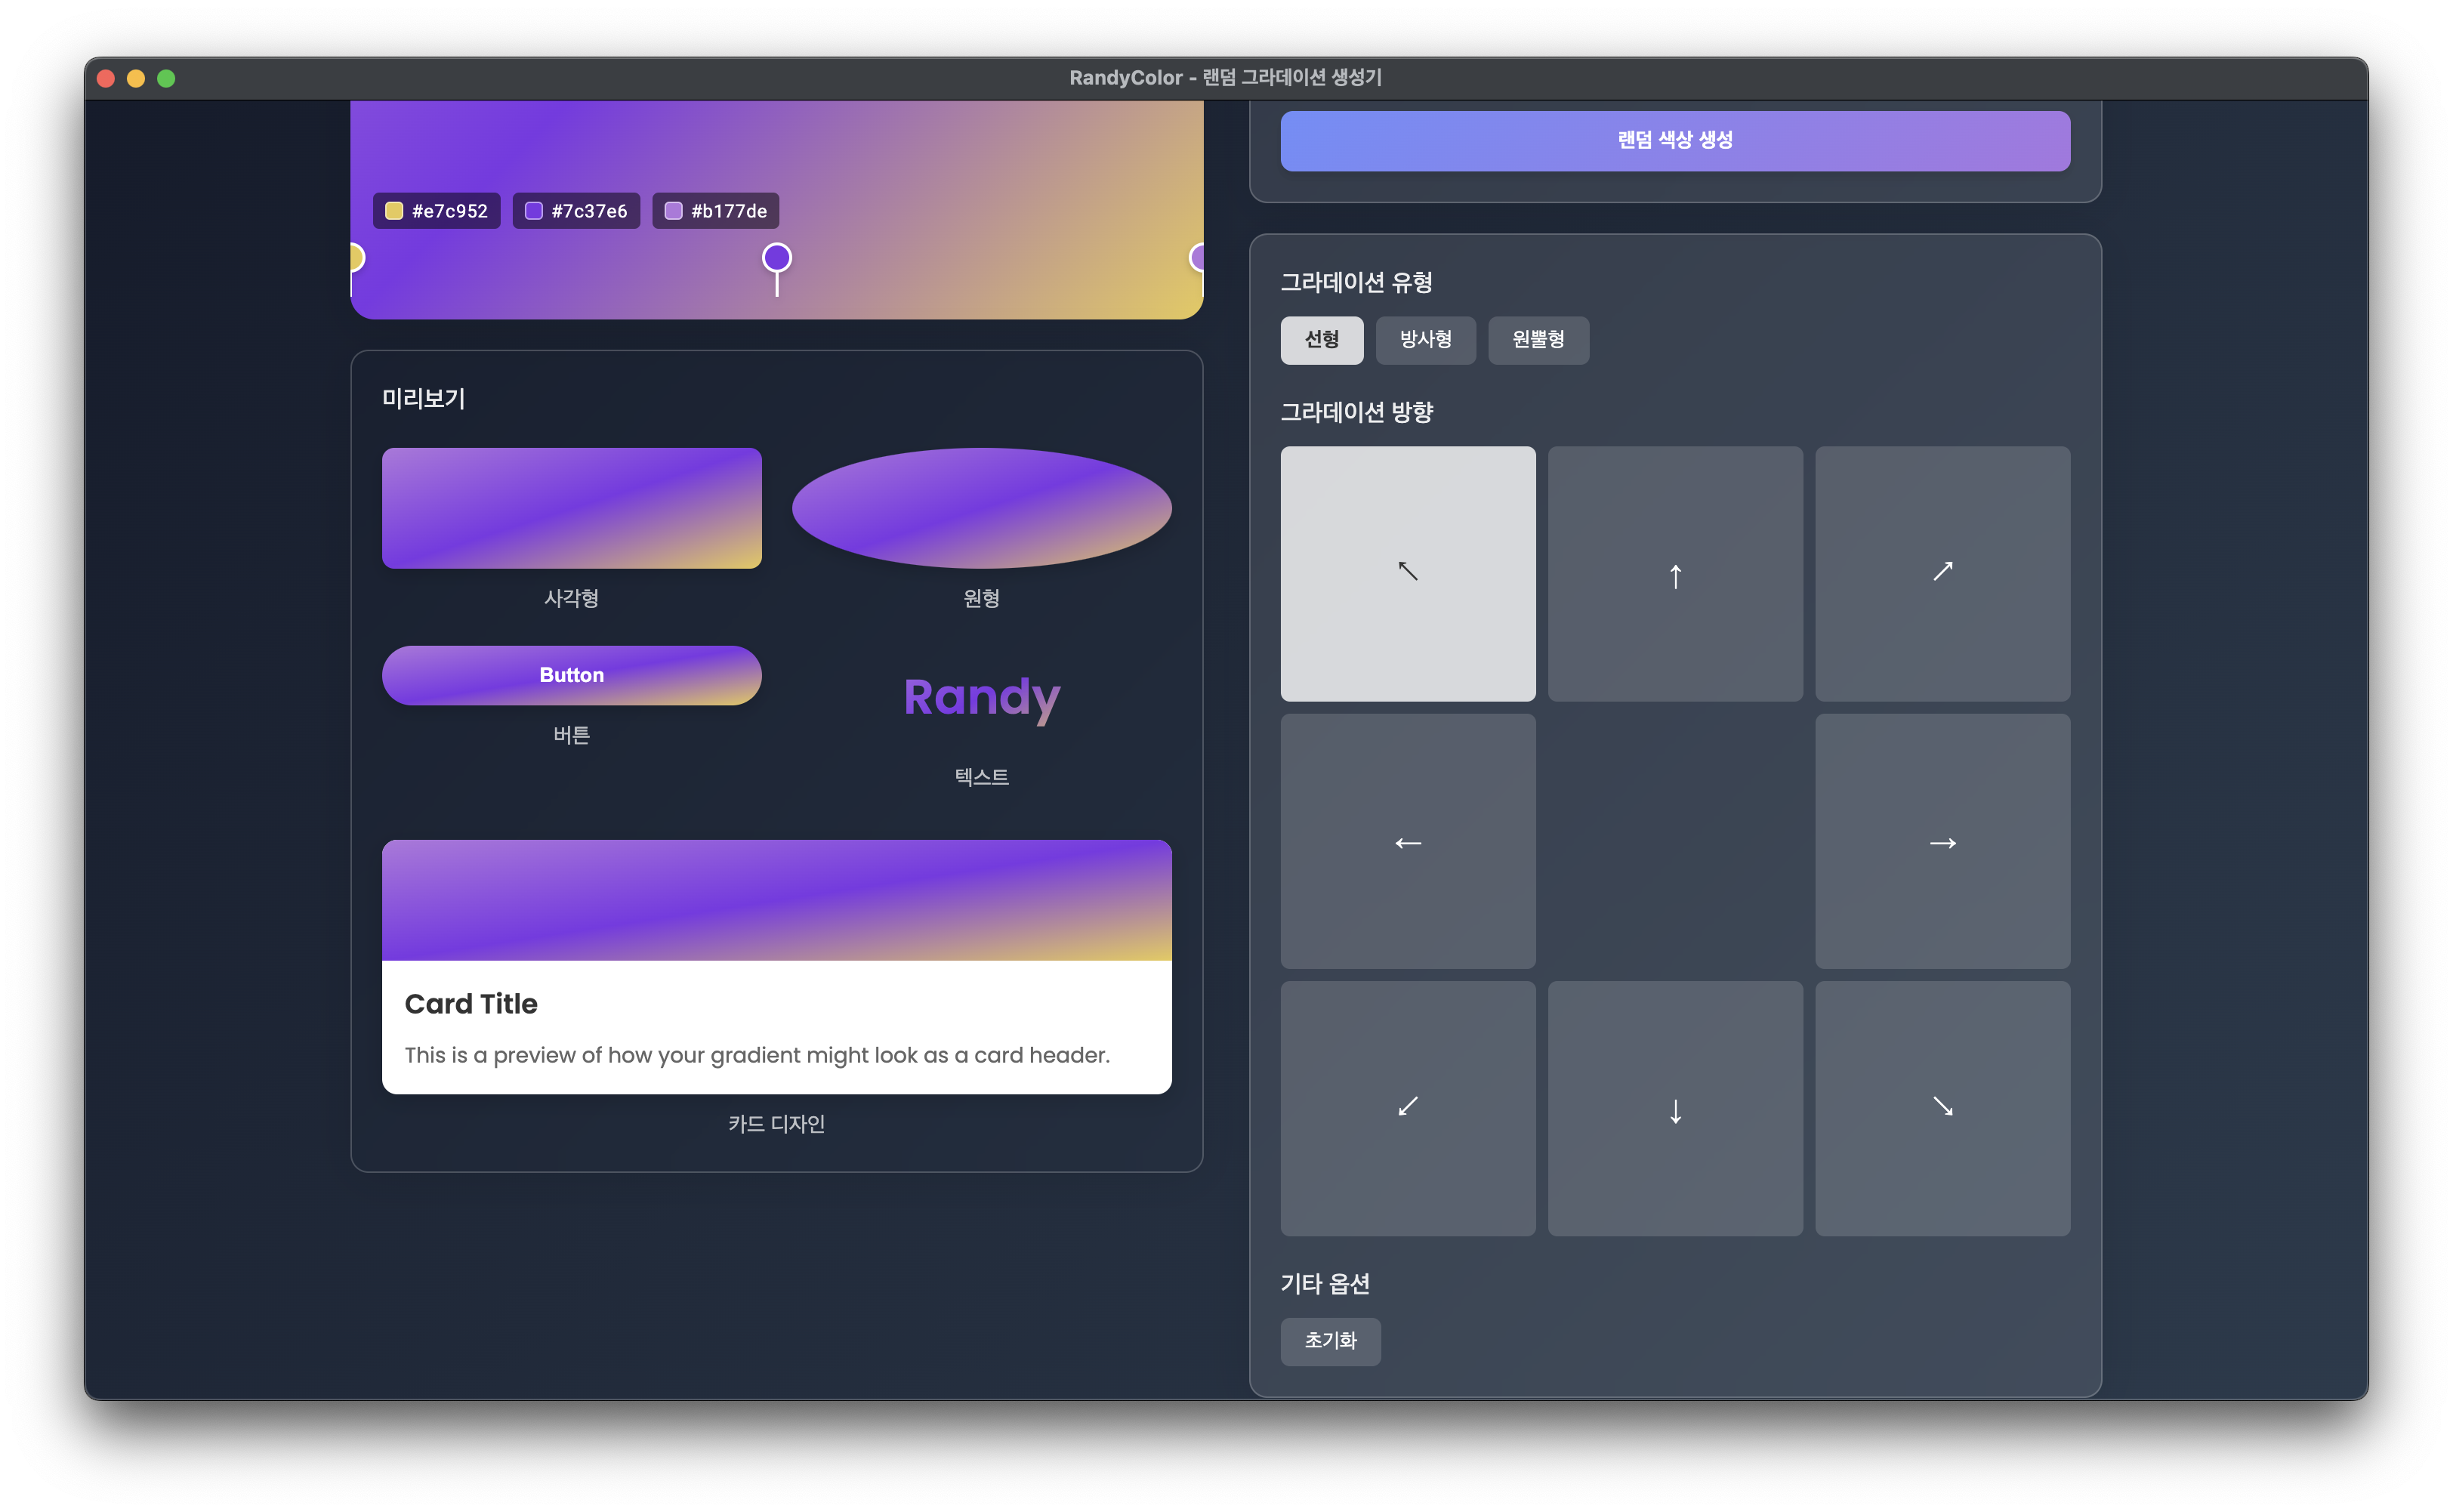 RandyColor - 랜덤 그라데이션 생성기
#e7c952 #7c37e6 #b177de
미리보기
사각형
원형
Button
버튼
Randy
텍스트
Card Title
This is a preview of how your gradient might look as a card header.
카드 디자인
랜덤 색상 생성
그라데이션 유형
선형 방사형 원뿔형
그라데이션 방향
↖ ↑ ↗
← →
↙ ↓ ↘
기타 옵션
초기화